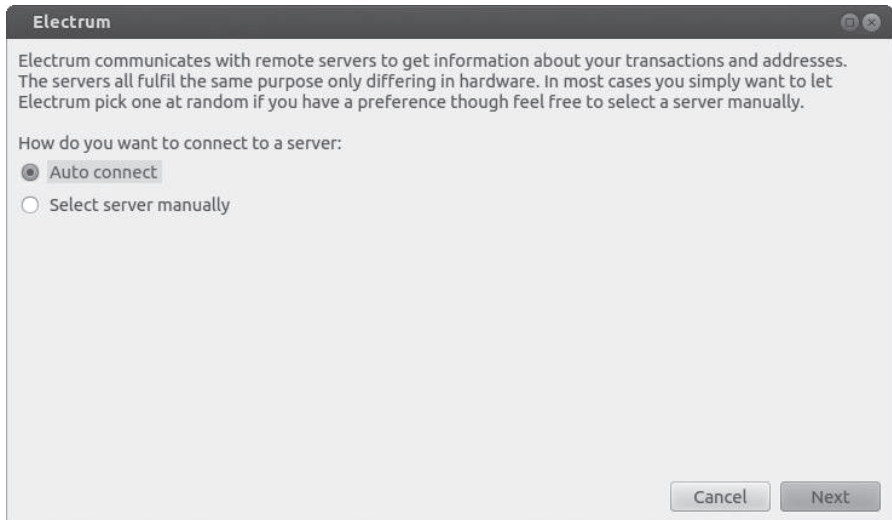 Electrum
Electrum communicates with remote servers to get information about your transactions and addresses.
The servers all fulfil the same purpose only differing in hardware. In most cases you simply want to let
Electrum pick one at random if you have a preference though feel free to select a server manually.
How do you want to connect to a server:
Auto connect
Select server manually
Cancel Next